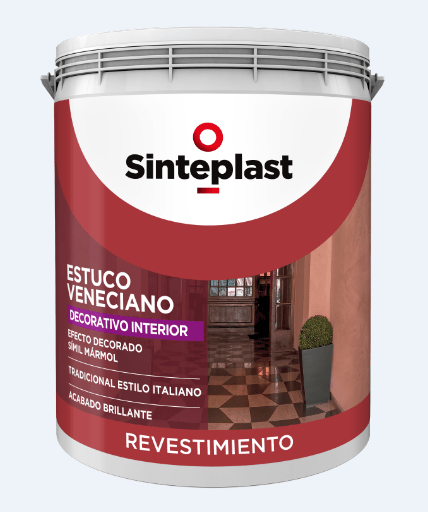 Sinteplast
ESTUCO
VENECIANO
DECORATIVO INTERIOR
EFECTO DECORADO
SÍMIL MÁRMOL
TRADICIONAL ESTILO ITALIANO
ACABADO BRILLANTE
REVESTIMIENTO